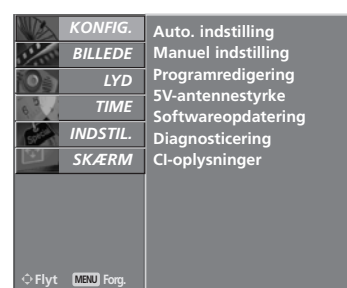 KONFIG.
BILLEDE
LYD
TIME
INDSTIL.
SKÆRM
Auto. indstilling
Manuel indstilling
Programredigering
5V-antennestyrke
Softwareopdatering
Diagnosticering
CI-oplysninger
Flyt MENU Forg.